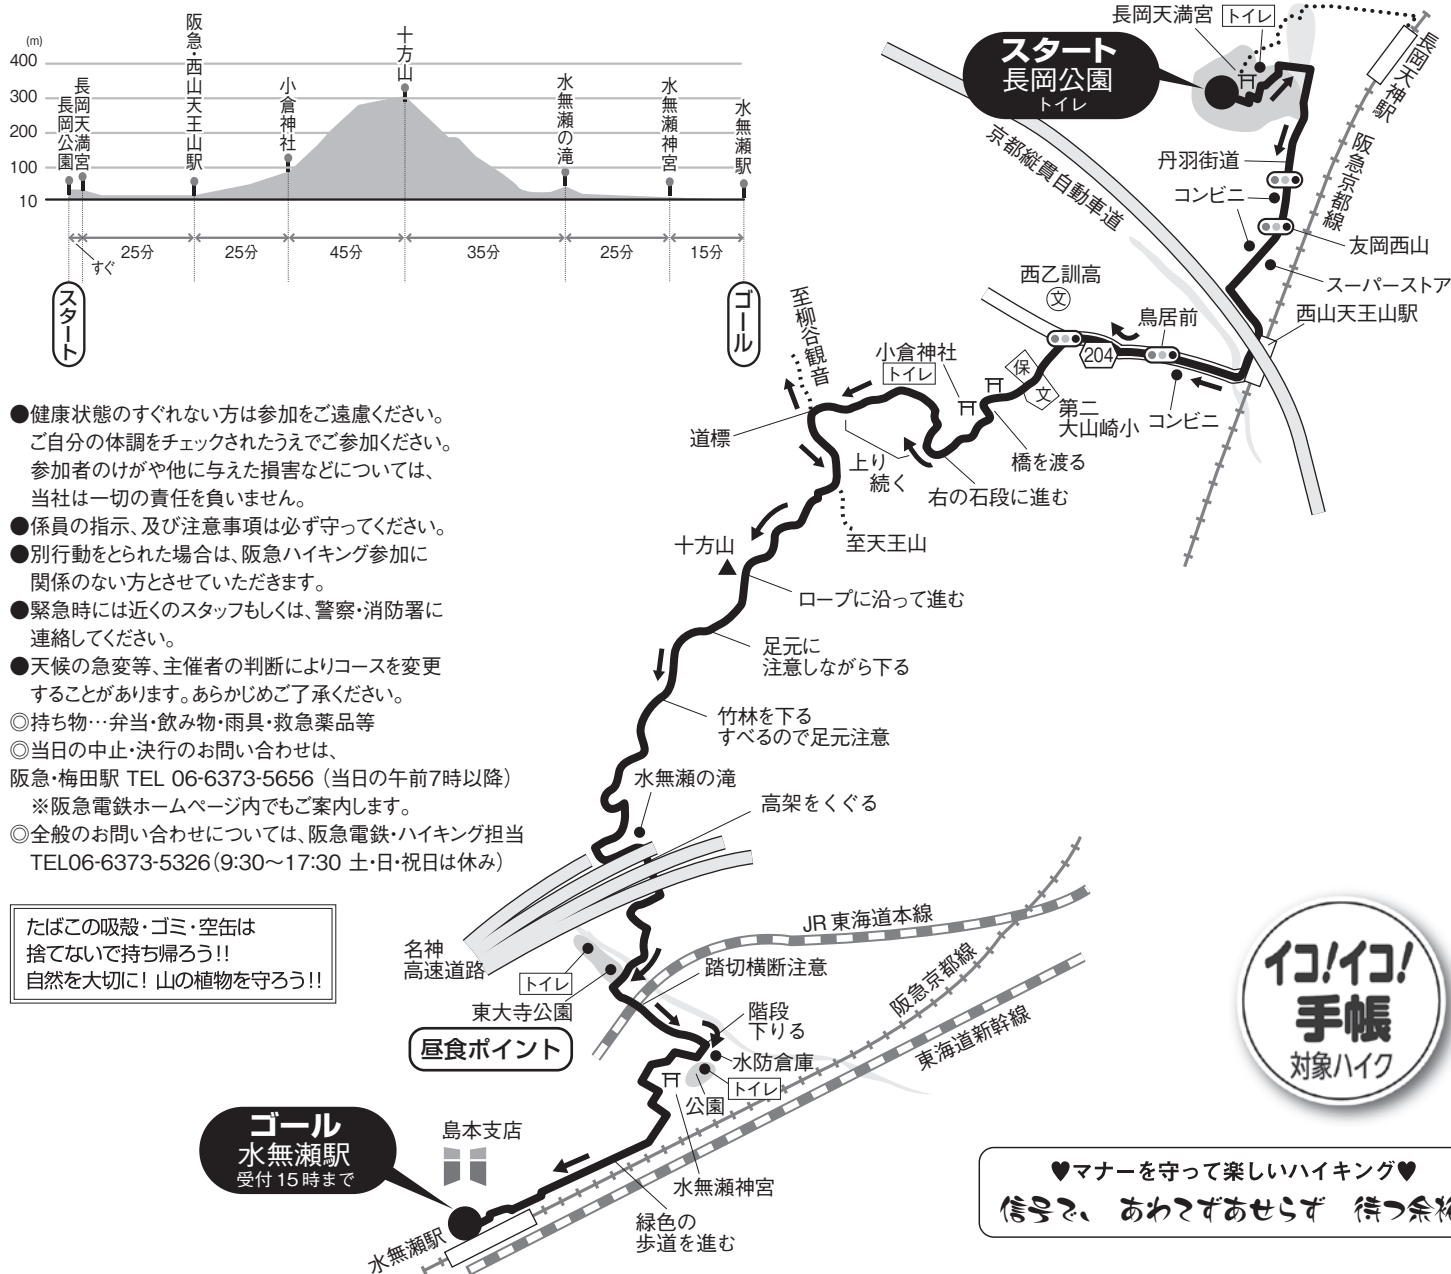 (m)
400
300
200
100
10
長岡公園
長岡天満宮
阪急・西山天王山駅
小倉神社
十方山
水無瀬の滝
水無瀬神宮
水無瀬駅
すぐ
25分
25分
45分
35分
25分
15分
スタート
ゴール
●健康状態のすぐれない方は参加をご遠慮ください。
ご自分の体調をチェックされたうえでご参加ください。
参加者のけがや他に与えた損害などについては、
当社は一切の責任を負いません。
●係員の指示、及び注意事項は必ず守ってください。
●別行動をとられた場合は、阪急ハイキング参加に
関係のない方とさせていただきます。
●緊急時には近くのスタッフもしくは、警察・消防署に
連絡してください。
●天候の急変等、主催者の判断によりコースを変更
することがあります。あらかじめご了承ください。
◎持ち物…弁当・飲み物・雨具・救急薬品等
◎当日の中止・決行のお問い合わせは、
阪急・梅田駅 TEL 06-6373-5656（当日の午前7時以降）
※阪急電鉄ホームページ内でもご案内します。
◎全般のお問い合わせについては、阪急電鉄・ハイキング担当
TEL06-6373-5326（9:30〜17:30 土・日・祝日は休み）
たばこの吸殻・ゴミ・空缶は
捨てないで持ち帰ろう!!
自然を大切に! 山の植物を守ろう!!
長岡天満宮
トイレ
スタート
長岡公園
トイレ
長岡天神駅
京都縦貫自動車道
丹羽街道
阪急京都線
コンビニ
友岡西山
スーパーストア
西山天王山駅
西乙訓高
文
鳥居前
204
コンビニ
保
文
第二
大山崎小
小倉神社
トイレ
至柳谷観音
道標
橋を渡る
上り
続く
右の石段に進む
至天王山
十方山
ロープに沿って進む
足元に
注意しながら下る
竹林を下る
すべるので足元注意
水無瀬の滝
高架をくぐる
名神
高速道路
JR東海道本線
トイレ
東大寺公園
踏切横断注意
昼食ポイント
阪急京都線
階段
下りる
東海道新幹線
水防倉庫
トイレ
公園
ゴール
水無瀬駅
受付15時まで
島本支店
水無瀬神宮
緑色の
歩道を進む
水無瀬駅
イコ!イコ!
手帳
対象ハイク
♥マナーを守って楽しいハイキング♥
信号で、 あわてずあせらず 待つ余裕